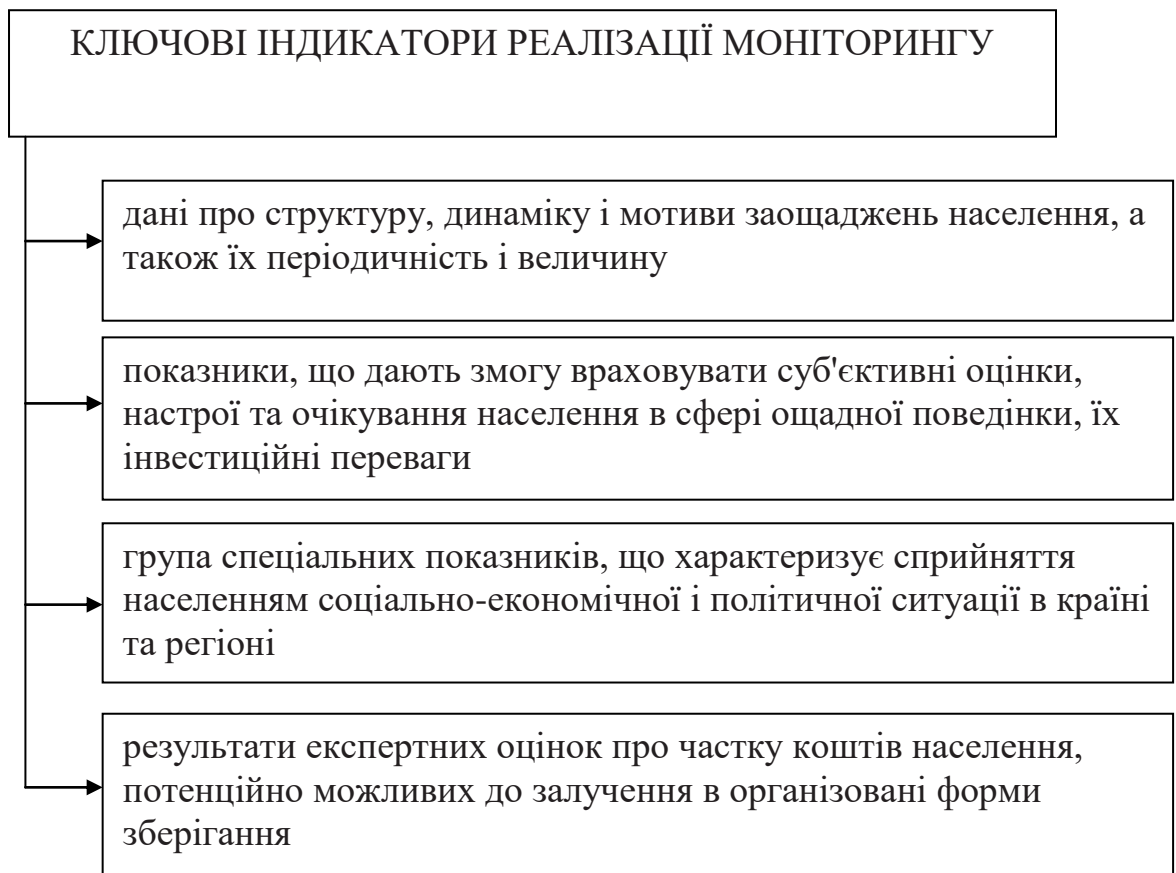 КЛЮЧОВІ ІНДИКАТОРИ РЕАЛІЗАЦІЇ МОНІТОРИНГУ
дані про структуру, динаміку і мотиви заощаджень населення, а
також їх періодичність і величину
показники, що дають змогу враховувати суб'єктивні оцінки,
настрої та очікування населення в сфері ощадної поведінки, їх
інвестиційні переваги
група спеціальних показників, що характеризує сприйняття
населенням соціально-економічної і політичної ситуації в країні
та регіоні
результати експертних оцінок про частку коштів населення,
потенційно можливих до залучення в організовані форми
зберігання